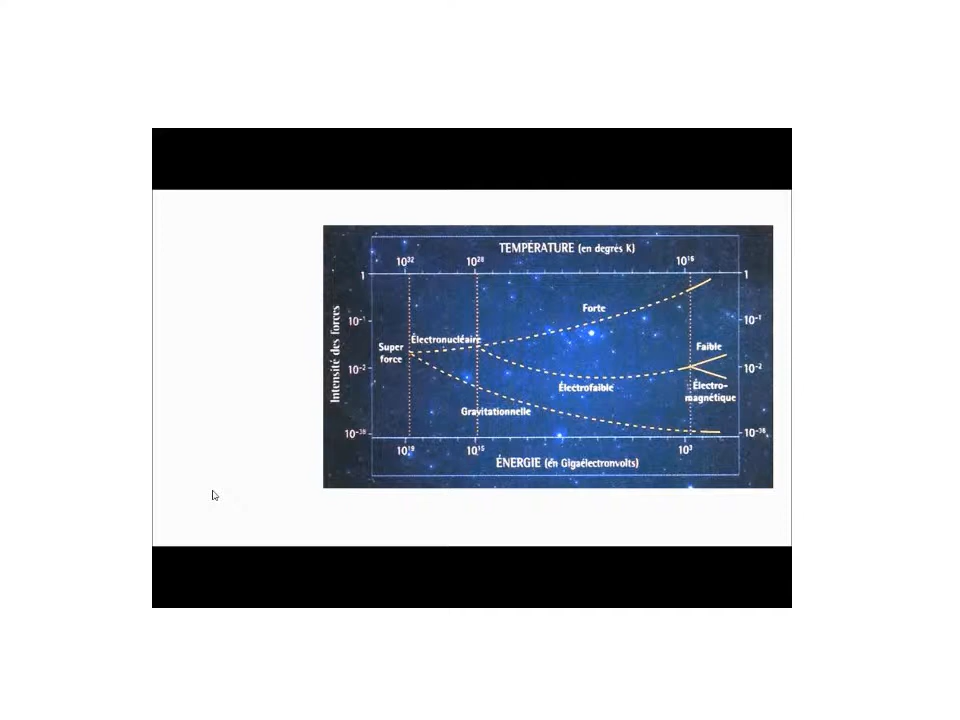 TEMPÉRATURE (en degrés K)
10³² 10²⁸ 10¹⁶
1 1
Forte
10⁻¹ 10⁻¹
Intensité des forces
Électronucléaire
Super
force
Faible
10⁻² 10⁻²
Électrofaible
Électro-
magnétique
Gravitationnelle
10⁻³⁸ 10⁻³⁸
10¹⁹ 10¹⁵ 10³
ÉNERGIE (en Gigaélectronvolts)